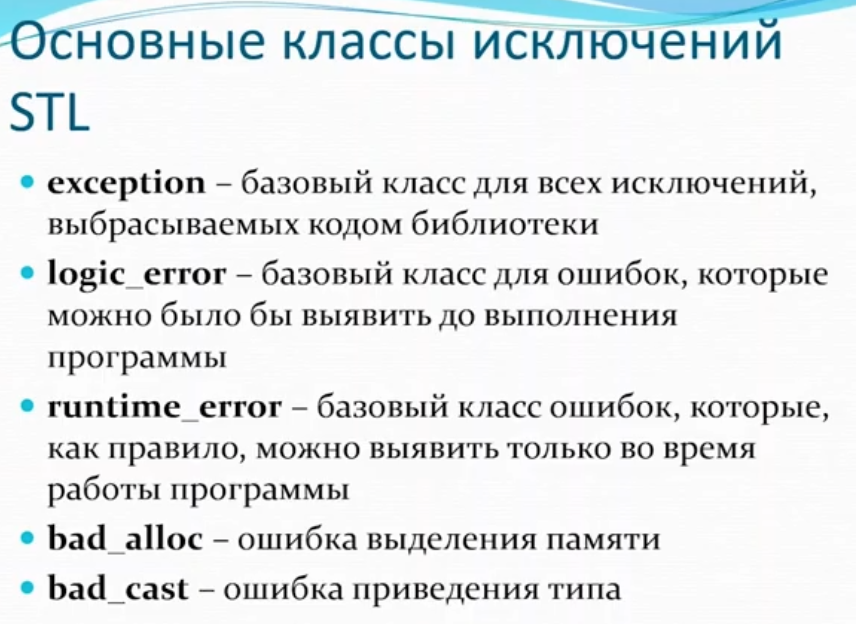 Основные классы исключений
STL
• exception – базовый класс для всех исключений,
выбрасываемых кодом библиотеки
• logic_error – базовый класс для ошибок, которые
можно было бы выявить до выполнения
программы
• runtime_error – базовый класс ошибок, которые,
как правило, можно выявить только во время
работы программы
• bad_alloc – ошибка выделения памяти
• bad_cast – ошибка приведения типа